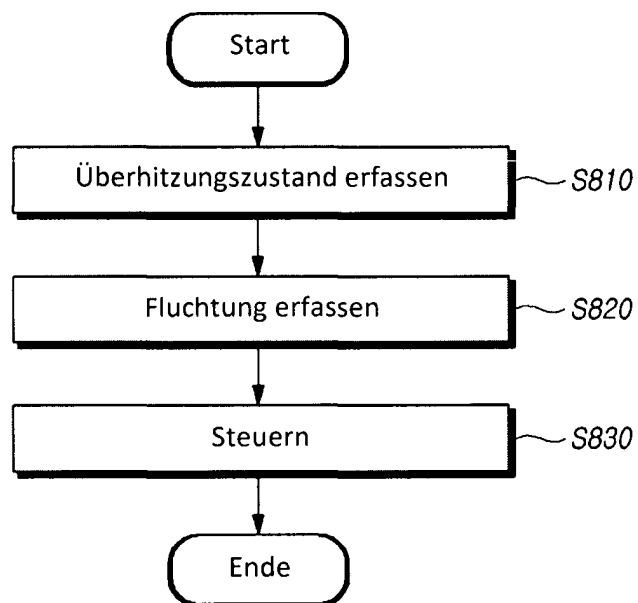 Start
Überhitzungszustand erfassen S810
Fluchtung erfassen S820
Steuern S830
Ende